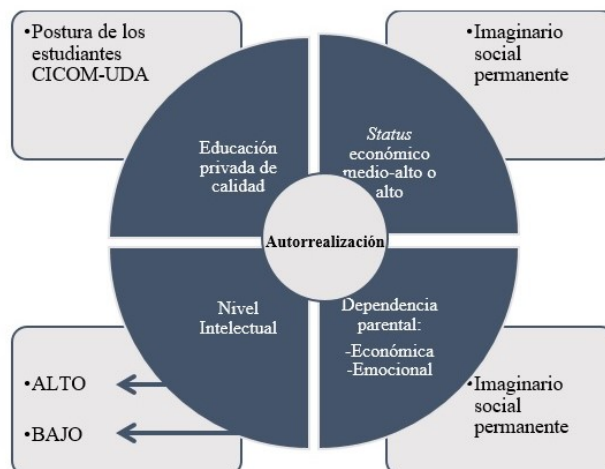 •Postura de los
estudiantes
CICOM-UDA
•Imaginario
social
permanente
Educación
privada de
calidad
Status
económico
medio-alto o
alto
Autorrealización
Nivel
Intelectual
Dependencia
parental:
-Económica
-Emocional
•ALTO
•BAJO
•Imaginario
social
permanente